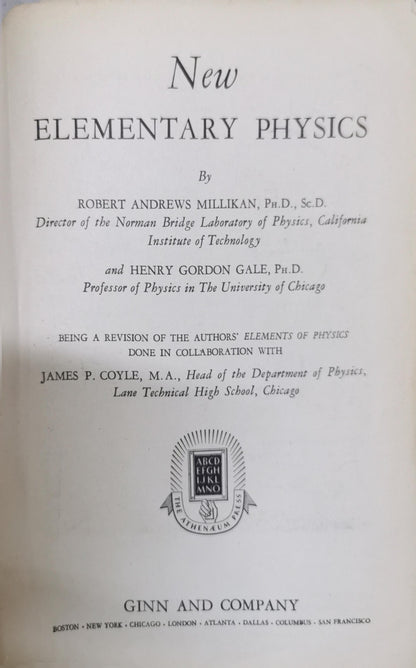 New
ELEMENTARY PHYSICS
By
ROBERT ANDREWS MILLIKAN, PH.D., SC.D.
Director of the Norman Bridge Laboratory of Physics, California
Institute of Technology
and HENRY GORDON GALE, PH.D.
Professor of Physics in The University of Chicago
BEING A REVISION OF THE AUTHORS' ELEMENTS OF PHYSICS
DONE IN COLLABORATION WITH
JAMES P. COYLE, M.A., Head of the Department of Physics,
Lane Technical High School, Chicago
ABCD
EFGH
IJKL
MNO
THE ATHENÆUM PRESS
GINN AND COMPANY
BOSTON · NEW YORK · CHICAGO · LONDON · ATLANTA · DALLAS · COLUMBUS · SAN FRANCISCO